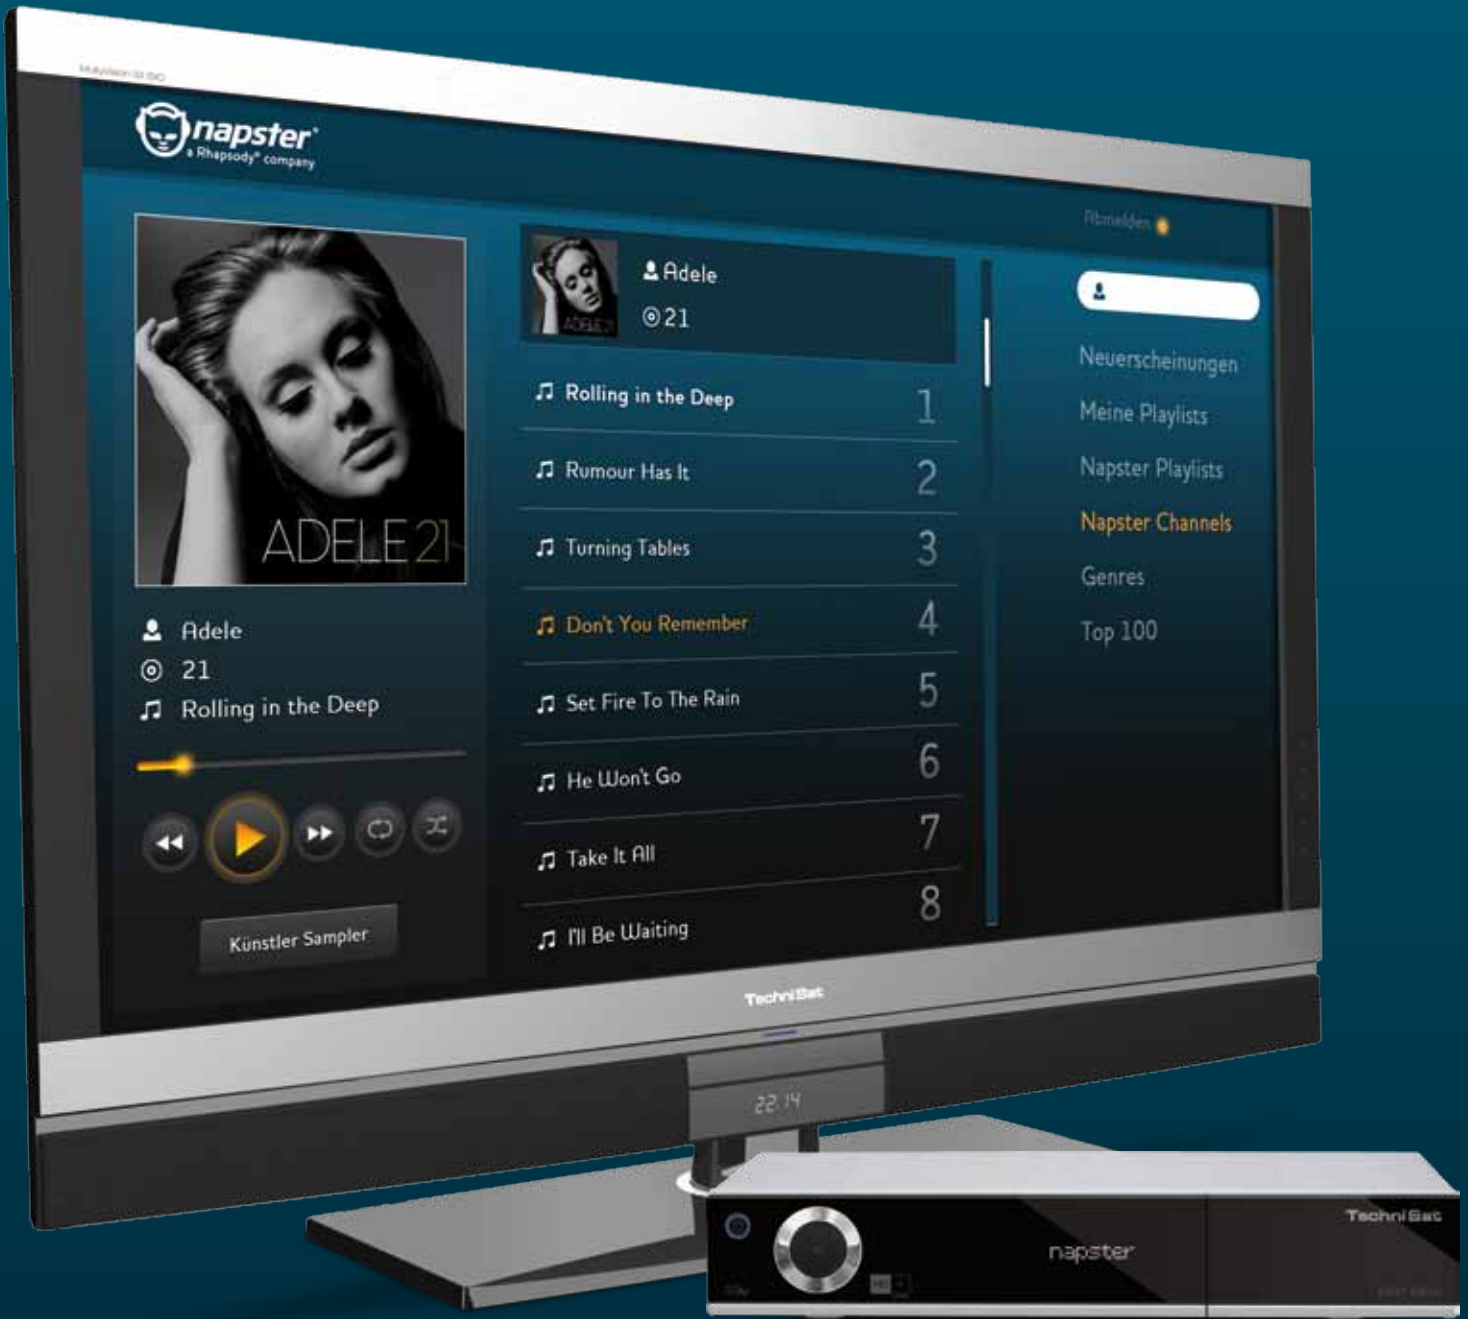 napster
a Rhapsody® company
Abmelden
ADELE 21
Adele
21
Rolling in the Deep
Künstler Sampler
ADELE 21
Adele
21
Rolling in the Deep 1
Rumour Has It 2
Turning Tables 3
Don't You Remember 4
Set Fire To The Rain 5
He Won't Go 6
Take It All 7
I'll Be Waiting 8
Neuerscheinungen
Meine Playlists
Napster Playlists
Napster Channels
Genres
Top 100
TechniSat
22:14
napster
TechniSat